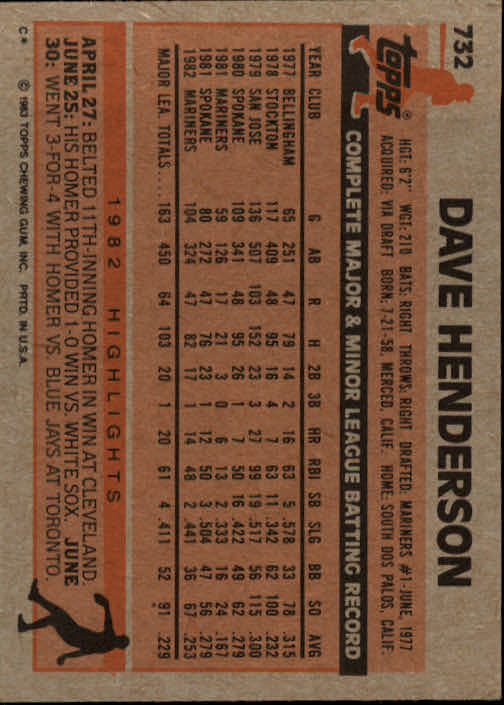 732
topps®
DAVE HENDERSON
HGT: 6'2" WGT: 210 BATS: RIGHT THROWS: RIGHT DRAFTED: MARINERS #1-JUNE, 1977
ACQUIRED: VIA DRAFT BORN: 7-21-58, MERCED, CALIF. HOME: SOUTH DOS PALOS, CALIF.
COMPLETE MAJOR & MINOR LEAGUE BATTING RECORD
YEAR CLUB G AB R H 2B 3B HR RBI SB SLG BB SO AVG
1977 BELLINGHAM 65 251 47 79 14 2 16 63 5 .578 33 78 .315
1978 STOCKTON 117 409 48 95 16 4 7 63 11 .342 62 100 .232
1979 SAN JOSE 136 507 103 152 23 3 27 99 19 .517 56 115 .300
1980 SPOKANE 109 341 48 95 26 1 7 50 16 .422 49 62 .279
1981 MARINERS 59 126 17 21 3 0 6 13 2 .333 16 24 .167
1981 SPOKANE 80 272 47 76 23 1 12 50 3 .504 47 56 .279
1982 MARINERS 104 324 47 82 17 1 14 48 2 .441 36 67 .253
MAJOR LEA. TOTALS.... 163 450 64 103 20 1 20 61 4 .411 52 91 .229
1982 HIGHLIGHTS
APRIL 27: BELTED 11TH-INNING HOMER IN WIN AT CLEVELAND.
JUNE 25: HIS HOMER PROVIDED 1-0 WIN VS. WHITE SOX. JUNE
30: WENT 3-FOR-4 WITH HOMER VS. BLUE JAYS AT TORONTO.
C* © 1983 TOPPS CHEWING GUM, INC. PRTD. IN U.S.A.